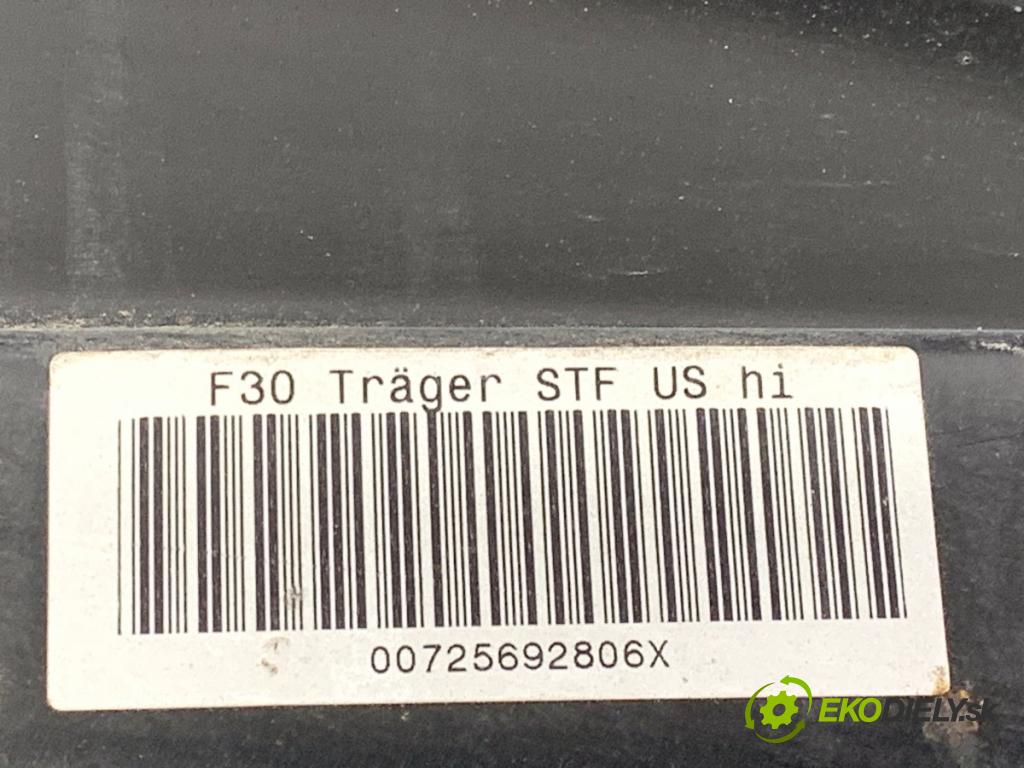 F30 Träger STF US hi
00725692806X
EKODIELY.sk